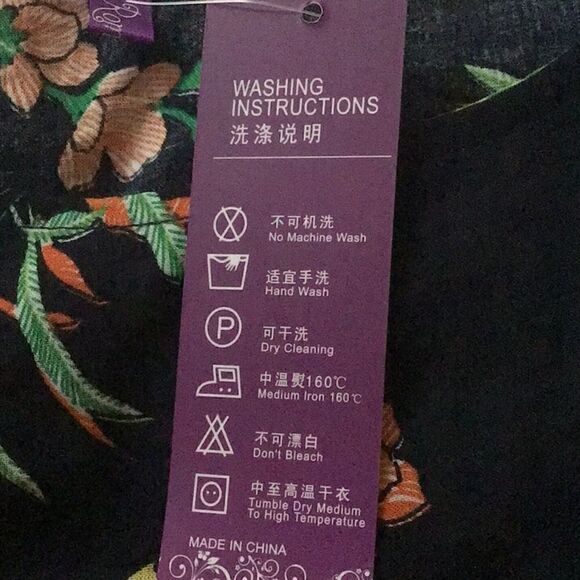 WASHING
INSTRUCTIONS
洗涤说明
不可机洗
No Machine Wash
适宜手洗
Hand Wash
P
可干洗
Dry Cleaning
中温熨160℃
Medium Iron 160℃
不可漂白
Don't Bleach
中至高温干衣
Tumble Dry Medium
To High Temperature
MADE IN CHINA